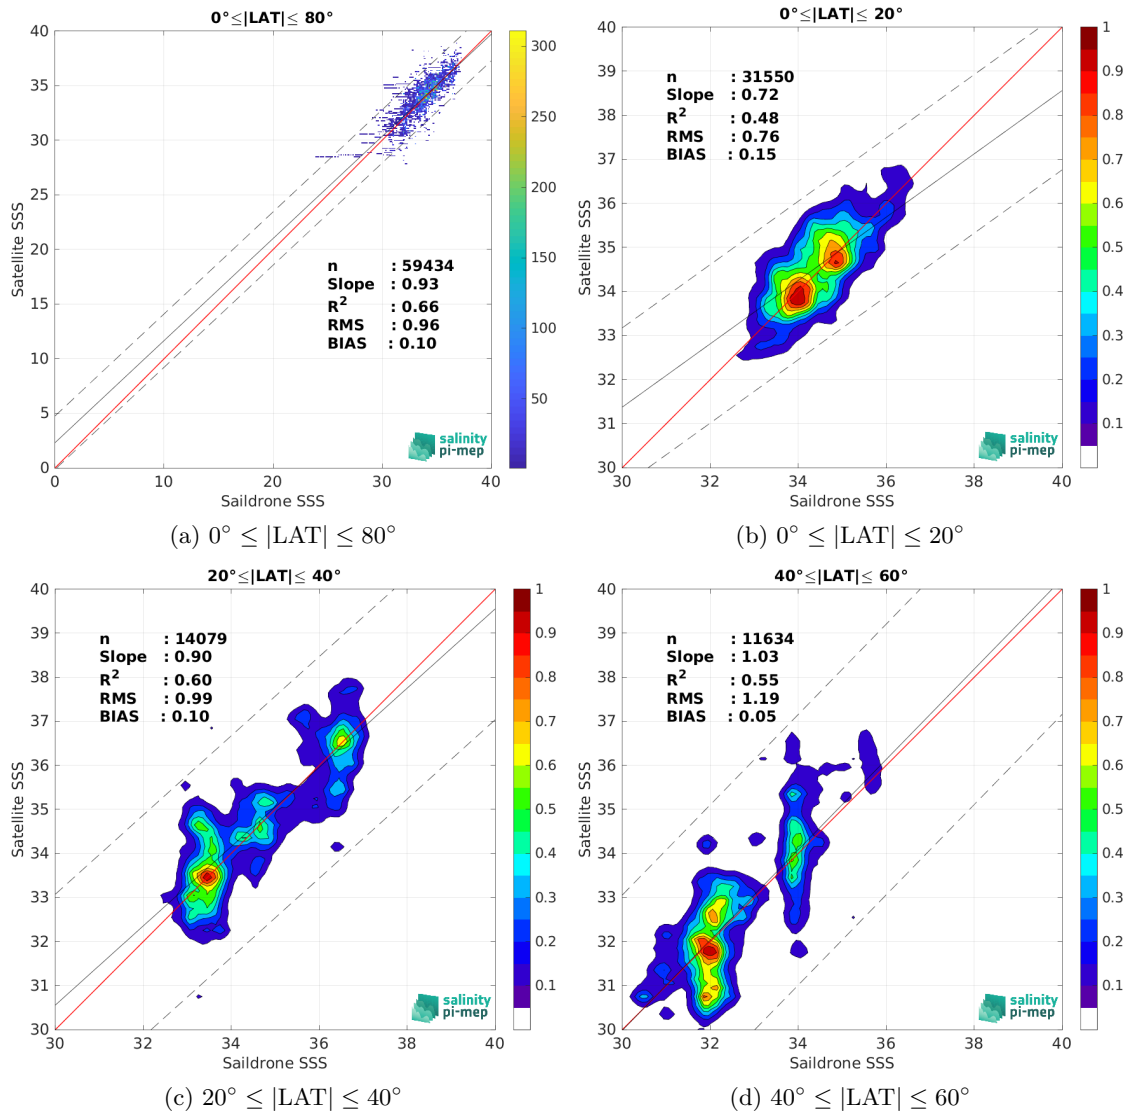 0°≤|LAT|≤ 80°
40
35
30
25
20
15
10
5
0
Satellite SSS
n : 59434
Slope : 0.93
R² : 0.66
RMS : 0.96
BIAS : 0.10
salinity
pi-mep
0 10 20 30 40
Saildrone SSS
300
250
200
150
100
50
(a) 0° ≤ |LAT| ≤ 80°
0°≤|LAT|≤ 20°
40
39
38
37
36
35
34
33
32
31
30
Satellite SSS
n : 31550
Slope : 0.72
R² : 0.48
RMS : 0.76
BIAS : 0.15
salinity
pi-mep
30 32 34 36 38 40
Saildrone SSS
1
0.9
0.8
0.7
0.6
0.5
0.4
0.3
0.2
0.1
(b) 0° ≤ |LAT| ≤ 20°
20°≤|LAT|≤ 40°
40
39
38
37
36
35
34
33
32
31
30
Satellite SSS
n : 14079
Slope : 0.90
R² : 0.60
RMS : 0.99
BIAS : 0.10
salinity
pi-mep
30 32 34 36 38 40
Saildrone SSS
1
0.9
0.8
0.7
0.6
0.5
0.4
0.3
0.2
0.1
(c) 20° ≤ |LAT| ≤ 40°
40°≤|LAT|≤ 60°
40
39
38
37
36
35
34
33
32
31
30
Satellite SSS
n : 11634
Slope : 1.03
R² : 0.55
RMS : 1.19
BIAS : 0.05
salinity
pi-mep
30 32 34 36 38 40
Saildrone SSS
1
0.9
0.8
0.7
0.6
0.5
0.4
0.3
0.2
0.1
(d) 40° ≤ |LAT| ≤ 60°